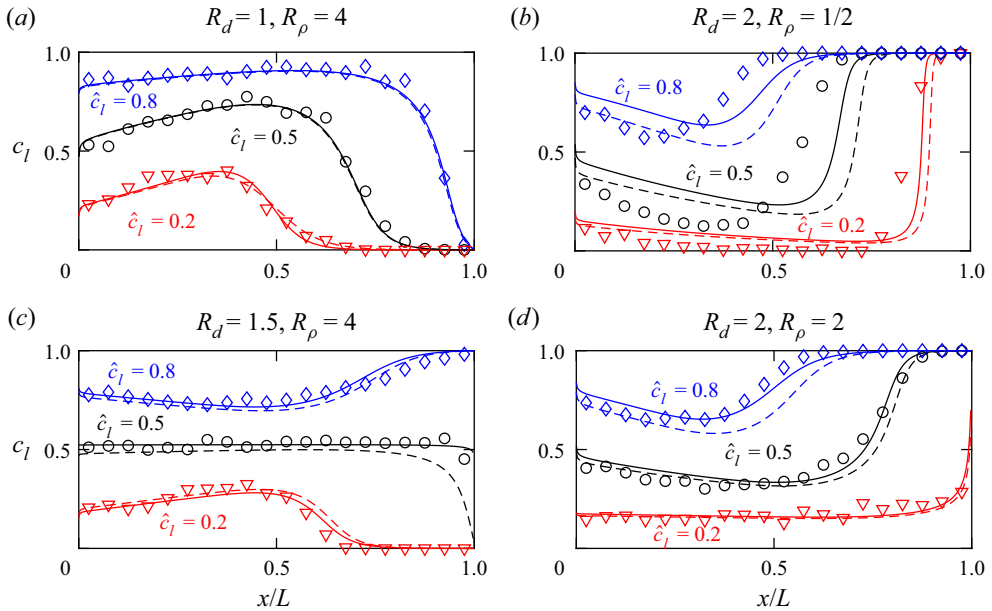 (a) R_d = 1, R_ρ = 4
1.0
ĉ_l = 0.8
ĉ_l = 0.5
c_l 0.5
ĉ_l = 0.2
0 0.5 1.0
(b) R_d = 2, R_ρ = 1/2
1.0
ĉ_l = 0.8
0.5
ĉ_l = 0.5
ĉ_l = 0.2
0 0.5 1.0
(c) R_d = 1.5, R_ρ = 4
1.0
ĉ_l = 0.8
ĉ_l = 0.5
c_l 0.5
ĉ_l = 0.2
0 0.5 1.0
x/L
(d) R_d = 2, R_ρ = 2
1.0
ĉ_l = 0.8
0.5
ĉ_l = 0.5
ĉ_l = 0.2
0 0.5 1.0
x/L